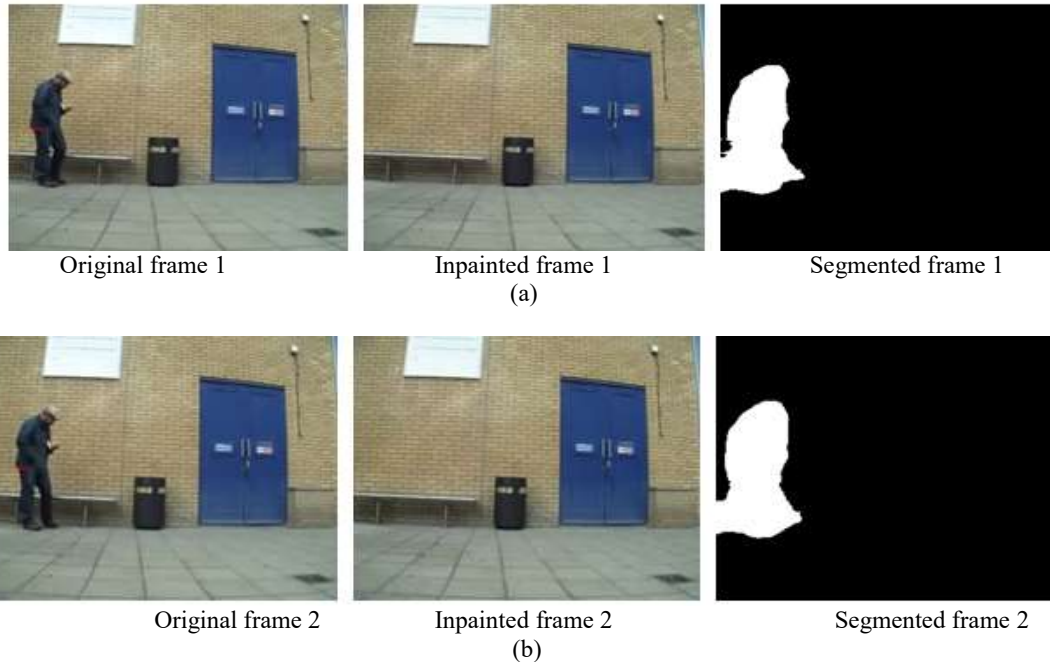 Original frame 1 Inpainted frame 1 Segmented frame 1
(a)
Original frame 2 Inpainted frame 2 Segmented frame 2
(b)